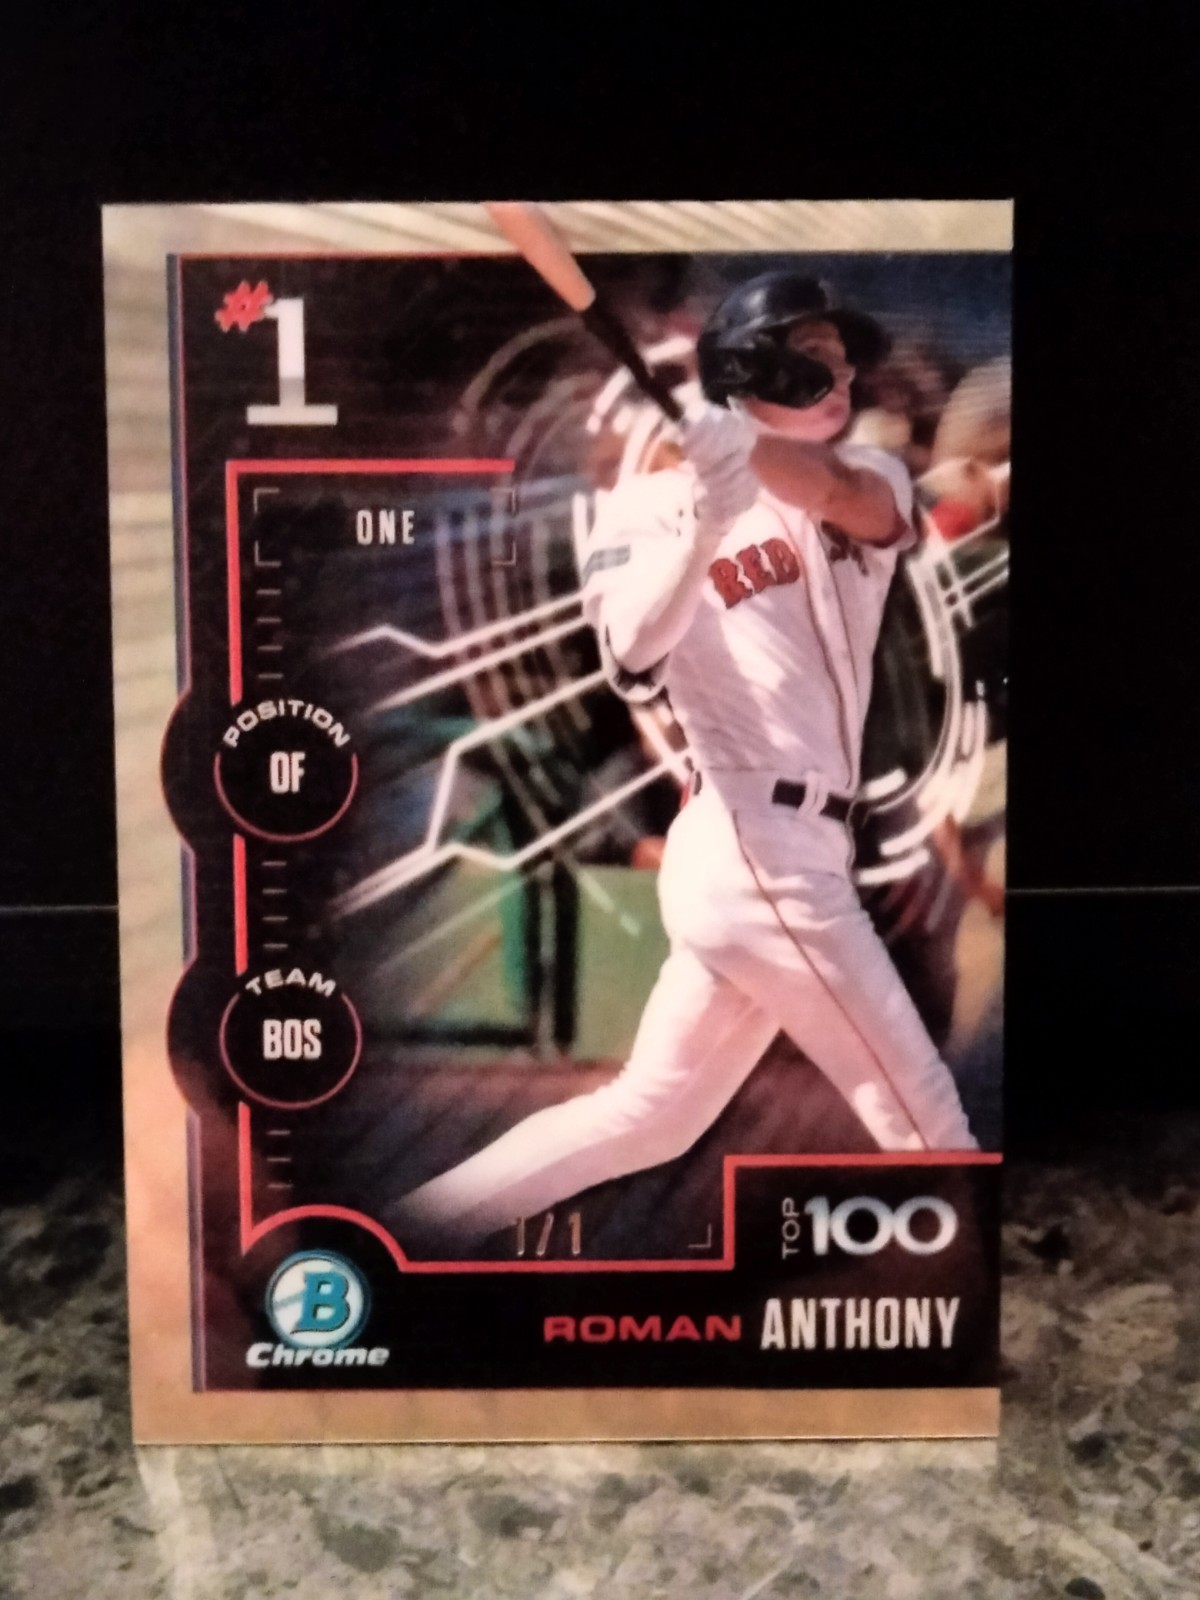 #1
ONE
POSITION
OF
RED
TEAM
BOS
1/1
TOP 100
B
Chrome
ROMAN ANTHONY